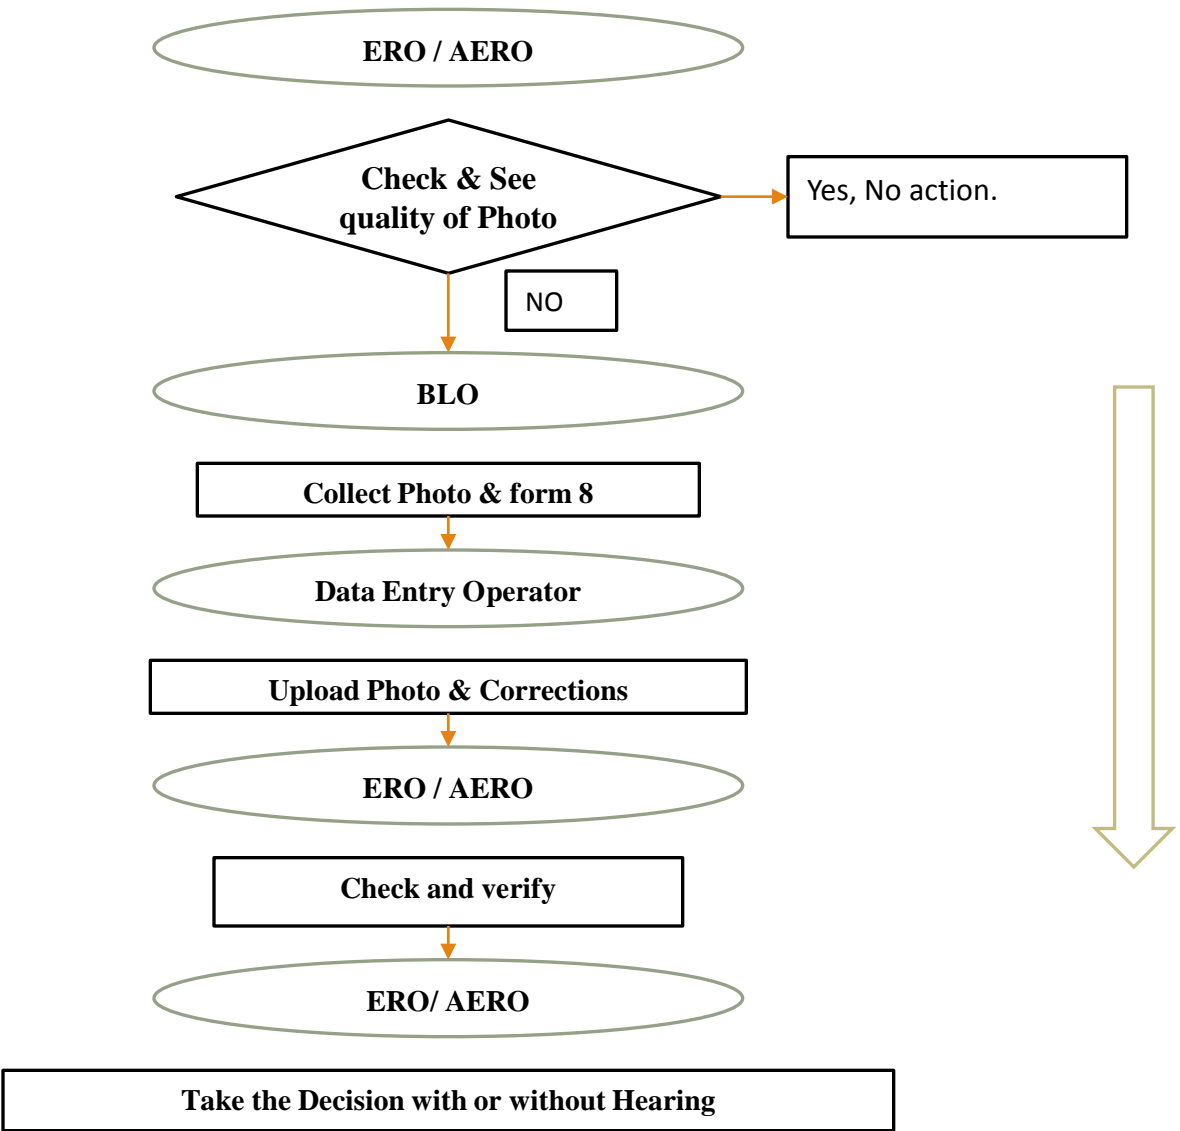 ERO / AERO
Check & See
quality of Photo
Yes, No action.
NO
BLO
Collect Photo & form 8
Data Entry Operator
Upload Photo & Corrections
ERO / AERO
Check and verify
ERO/ AERO
Take the Decision with or without Hearing